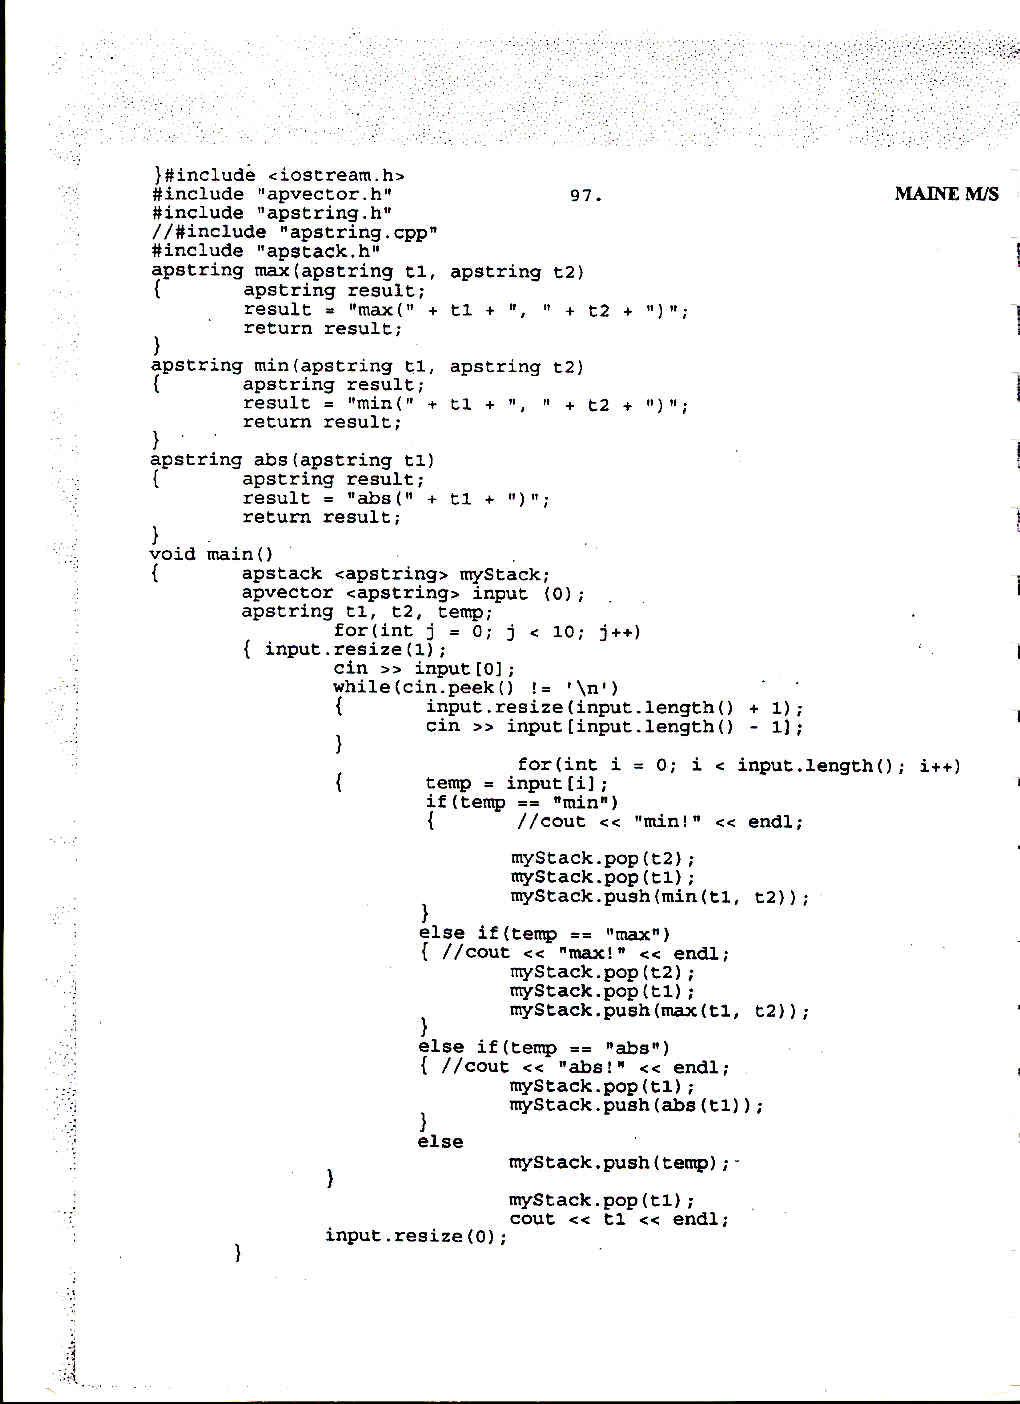 }#include <iostream.h>
#include "apvector.h" 97. MAINE M/S
#include "apstring.h"
//#include "apstring.cpp"
#include "apstack.h"
apstring max(apstring t1, apstring t2)
{ apstring result;
result = "max(" + t1 + ", " + t2 + ")";
return result;
}
apstring min(apstring t1, apstring t2)
{ apstring result;
result = "min(" + t1 + ", " + t2 + ")";
return result;
}
apstring abs(apstring t1)
{ apstring result;
result = "abs(" + t1 + ")";
return result;
}
void main()
{ apstack <apstring> myStack;
apvector <apstring> input (0);
apstring t1, t2, temp;
for(int j = 0; j < 10; j++)
{ input.resize(1);
cin >> input[0];
while(cin.peek() != '\n')
{ input.resize(input.length() + 1);
cin >> input[input.length() - 1];
}
for(int i = 0; i < input.length(); i++)
{ temp = input[i];
if(temp == "min")
{ //cout << "min!" << endl;
myStack.pop(t2);
myStack.pop(t1);
myStack.push(min(t1, t2));
}
else if(temp == "max")
{ //cout << "max!" << endl;
myStack.pop(t2);
myStack.pop(t1);
myStack.push(max(t1, t2));
}
else if(temp == "abs")
{ //cout << "abs!" << endl;
myStack.pop(t1);
myStack.push(abs(t1));
}
else
myStack.push(temp);
}
myStack.pop(t1);
cout << t1 << endl;
input.resize(0);
}